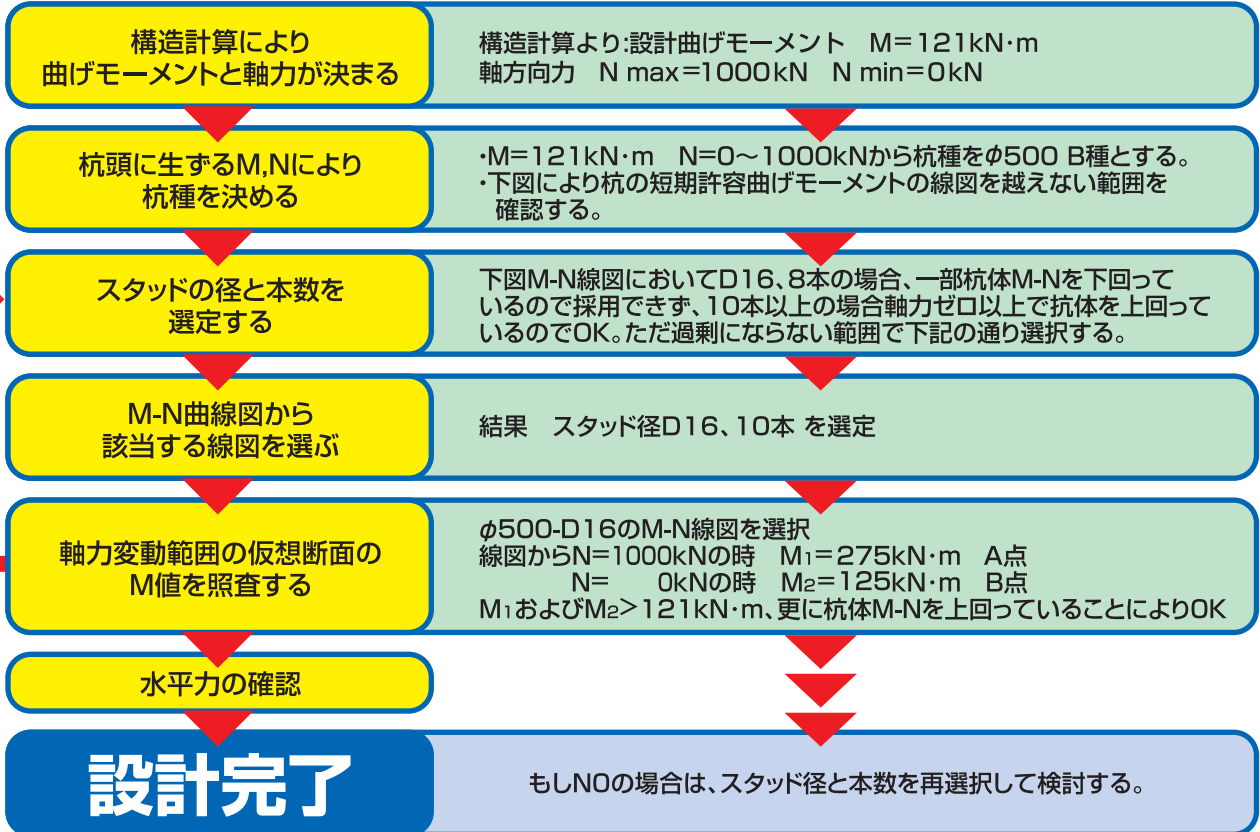 構造計算により
曲げモーメントと軸力が決まる
構造計算より:設計曲げモーメント　M=121kN·m
軸方向力　N max=1000kN　N min=0kN
杭頭に生ずるM,Nにより
杭種を決める
・M=121kN·m　N=0〜1000kNから杭種をφ500 B種とする。
・下図により杭の短期許容曲げモーメントの線図を越えない範囲を
確認する。
スタッドの径と本数を
選定する
下図M-N線図においてD16、8本の場合、一部杭体M-Nを下回って
いるので採用できず、10本以上の場合軸力ゼロ以上で抗体を上回って
いるのでOK。ただ過剰にならない範囲で下記の通り選択する。
M-N曲線図から
該当する線図を選ぶ
結果　スタッド径D16、10本 を選定
軸力変動範囲の仮想断面の
M値を照査する
φ500-D16のM-N線図を選択
線図からN=1000kNの時　M1=275kN·m　A点
N=　　0kNの時　M2=125kN·m　B点
M1およびM2>121kN·m、更に杭体M-Nを上回っていることによりOK
水平力の確認
設計完了
もしNOの場合は、スタッド径と本数を再選択して検討する。